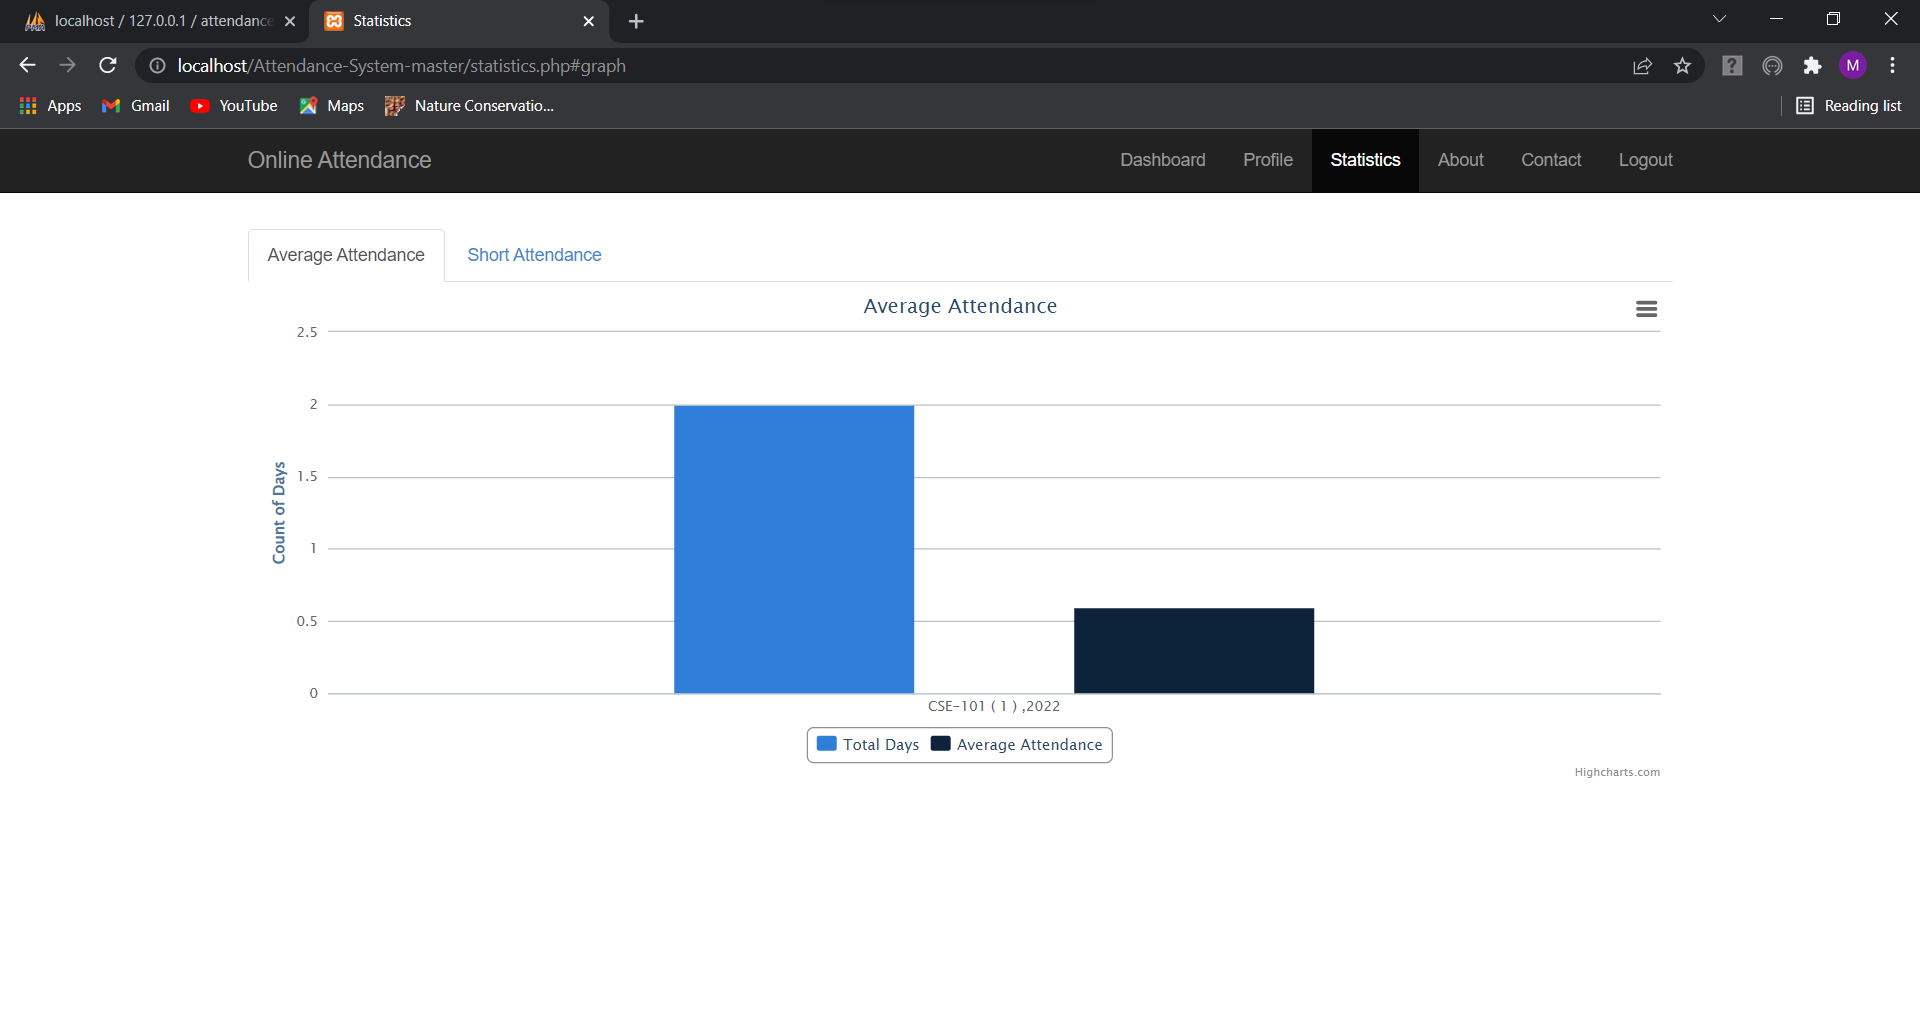 localhost / 127.0.0.1 / attendance
Statistics
localhost/Attendance-System-master/statistics.php#graph
M
Apps
Gmail
YouTube
Maps
Nature Conservatio...
Reading list
Online Attendance
Dashboard
Profile
Statistics
About
Contact
Logout
Average Attendance
Short Attendance
Average Attendance
2.5
2
1.5
1
0.5
0
Count of Days
CSE-101 ( 1 ) ,2022
Total Days
Average Attendance
Highcharts.com